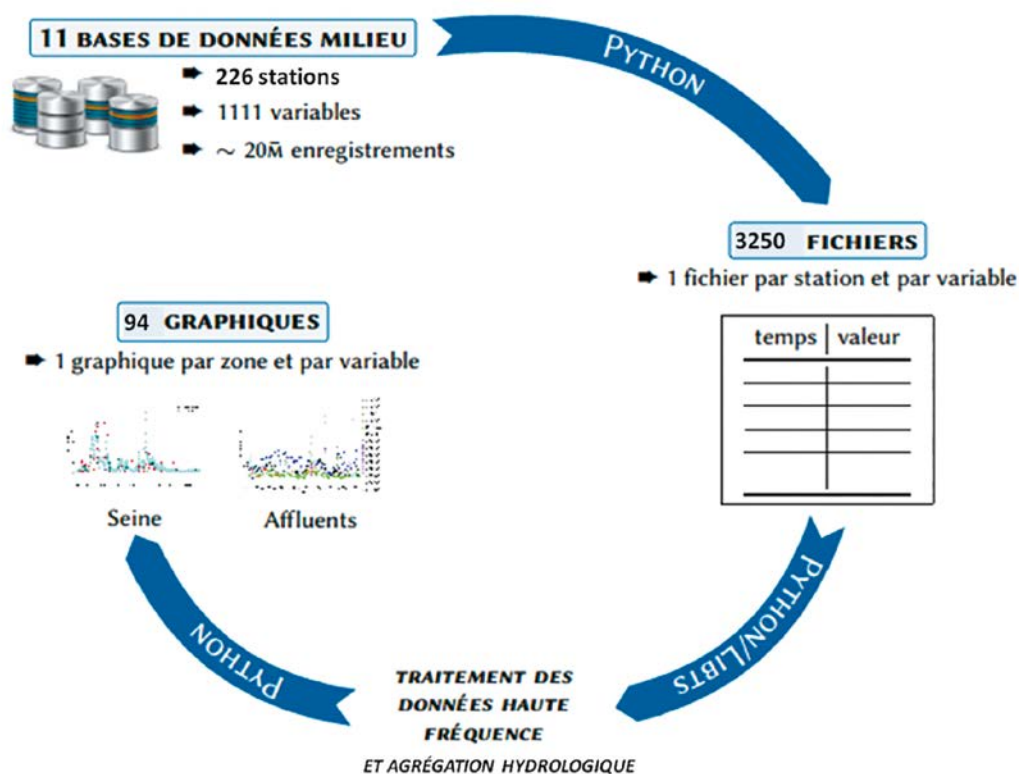 11 BASES DE DONNÉES MILIEU
226 stations
1111 variables
~ 20M̄ enregistrements
PYTHON
3250 FICHIERS
1 fichier par station et par variable
temps valeur
PYTHON/LIBTS
TRAITEMENT DES
DONNÉES HAUTE
FRÉQUENCE
ET AGRÉGATION HYDROLOGIQUE
PYTHON
94 GRAPHIQUES
1 graphique par zone et par variable
Seine
Affluents